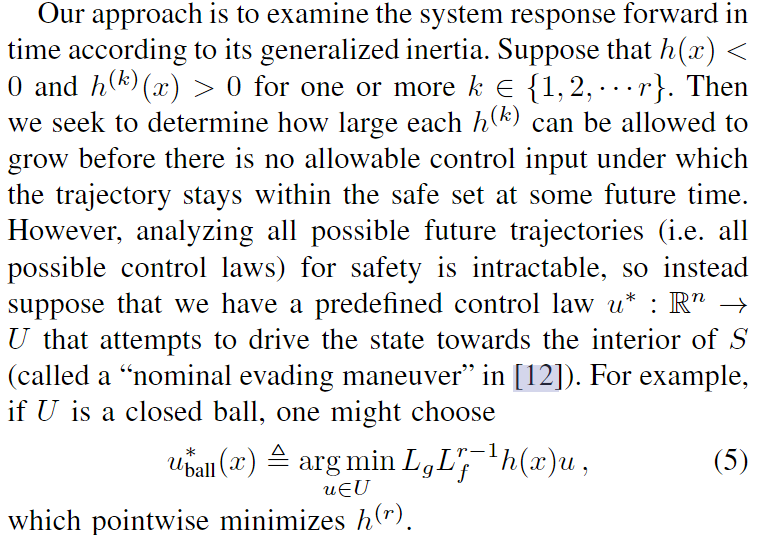 Our approach is to examine the system response forward in
time according to its generalized inertia. Suppose that h(x) <
0 and h^(k)(x) > 0 for one or more k ∈ {1, 2, ⋯ r}. Then
we seek to determine how large each h^(k) can be allowed to
grow before there is no allowable control input under which
the trajectory stays within the safe set at some future time.
However, analyzing all possible future trajectories (i.e. all
possible control laws) for safety is intractable, so instead
suppose that we have a predefined control law u* : ℝⁿ →
U that attempts to drive the state towards the interior of S
(called a “nominal evading maneuver” in [12]). For example,
if U is a closed ball, one might choose
u*_ball(x) ≜ arg min_{u∈U} L_g L_f^{r−1} h(x)u , (5)
which pointwise minimizes h^(r).